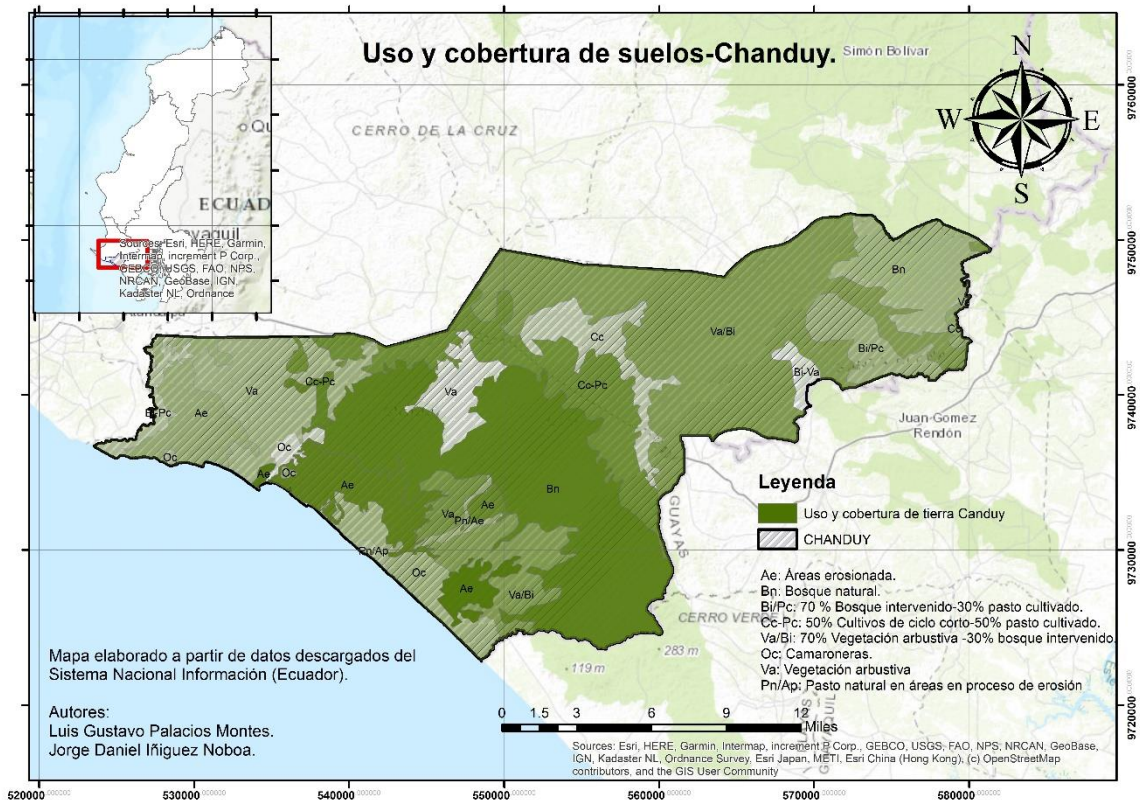 Uso y cobertura de suelos-Chanduy.
Simón Bolívar
CERRO DE LA CRUZ
N
W
E
S
ECUAD
Sources: Esri, HERE, Garmin,
Intermap, increment P Corp.,
GEBCO, USGS, FAO, NPS,
NRCAN, GeoBase, IGN,
Kadaster NL, Ordnance
9760000
9750000
9740000
9730000
9720000
Bn
Va/Bi
Cc
Bi/Pc
Bi-Va
Cc-Pc
Va
Cc-Pc
Va
Ae
Oc
Oc
Oc
Ae
Ae
Bn
Ae
Va
Pn/Ae
Pn/Ap
Oc
Ae
Va/Bi
Juan Gomez
Rendón
GUAYAS
CERRO VERDE
283 m
119 m
Leyenda
Uso y cobertura de tierra Canduy
CHANDUY
Ae: Áreas erosionada.
Bn: Bosque natural.
Bi/Pc: 70 % Bosque intervenido-30% pasto cultivado.
Cc-Pc: 50% Cultivos de ciclo corto-50% pasto cultivado.
Va/Bi: 70% Vegetación arbustiva -30% bosque intervenido.
Oc: Camaroneras.
Va: Vegetación arbustiva
Pn/Ap: Pasto natural en áreas en proceso de erosión
Mapa elaborado a partir de datos descargados del
Sistema Nacional Información (Ecuador).
Autores:
Luis Gustavo Palacios Montes.
Jorge Daniel Iñiguez Noboa.
0 1.5 3 6 9 12
Miles
Sources: Esri, HERE, Garmin, Intermap, increment P Corp., GEBCO, USGS, FAO, NPS, NRCAN, GeoBase,
IGN, Kadaster NL, Ordnance Survey, Esri Japan, METI, Esri China (Hong Kong), (c) OpenStreetMap
contributors, and the GIS User Community
520000 530000 540000 550000 560000 570000 580000